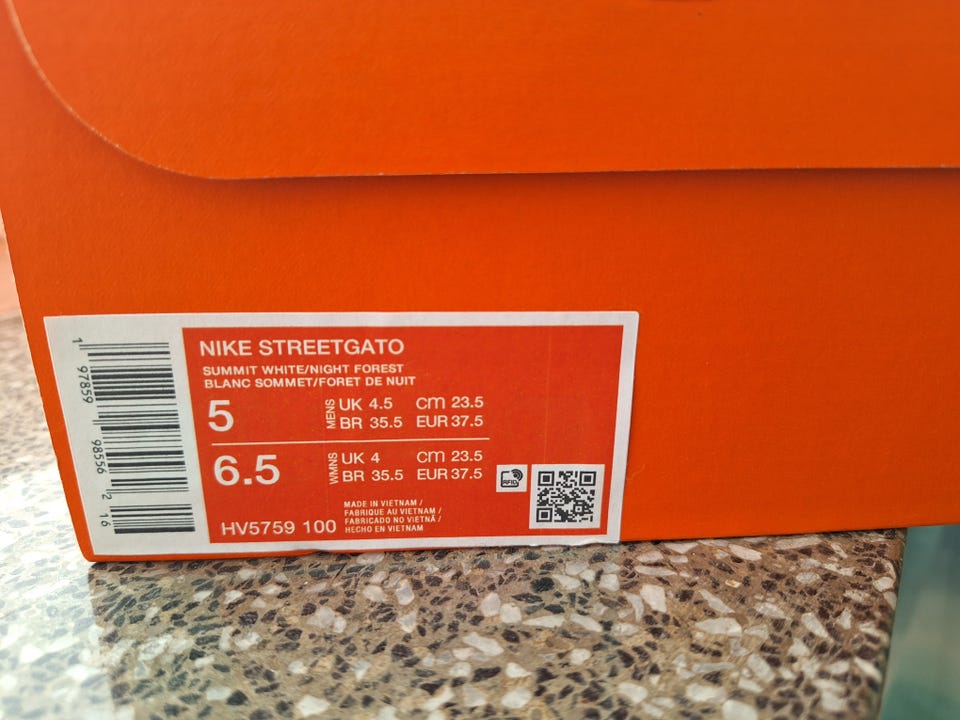 1 97859 98556 2 16
NIKE STREETGATO
SUMMIT WHITE/NIGHT FOREST
BLANC SOMMET/FORET DE NUIT
5 MENS UK 4.5 cm 23.5
BR 35.5 EUR 37.5
6.5 WMNS UK 4 cm 23.5
BR 35.5 EUR 37.5
RFID
HV5759 100
MADE IN VIETNAM /
FABRIQUE AU VIETNAM /
FABRICADO NO VIETNÃ /
HECHO EN VIETNAM